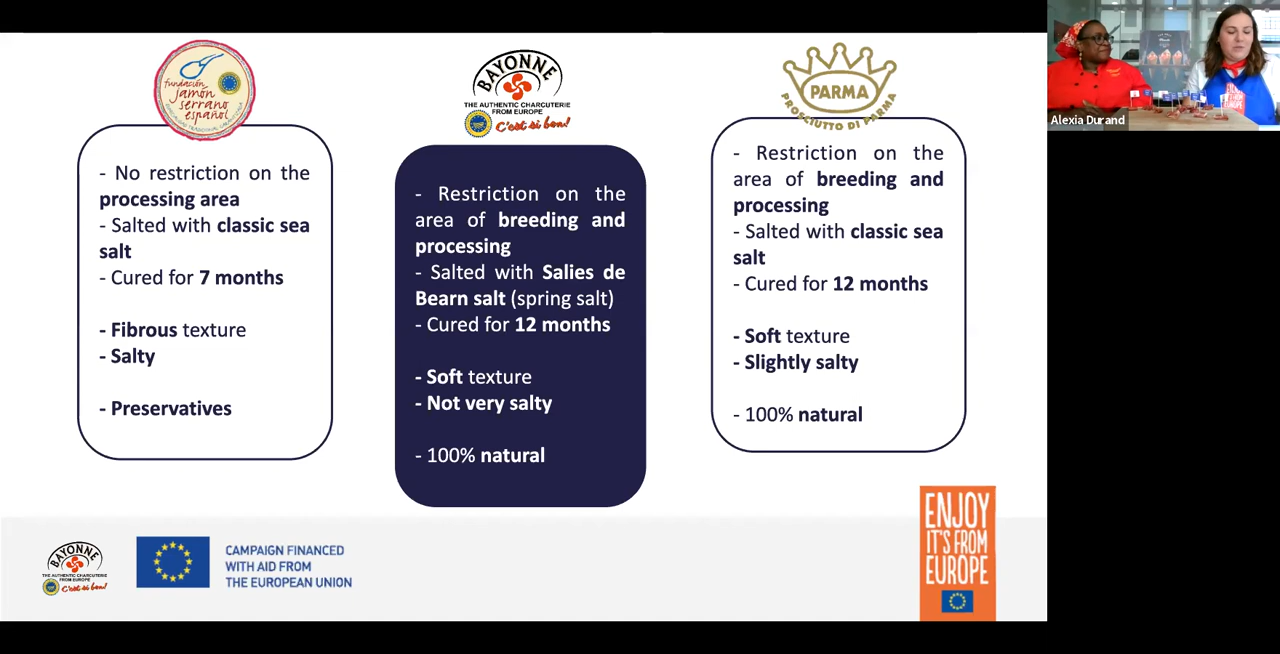 fundación
jamón
serrano
español
- No restriction on the
processing area
- Salted with classic sea
salt
- Cured for 7 months
- Fibrous texture
- Salty
- Preservatives
BAYONNE
THE AUTHENTIC CHARCUTERIE
FROM EUROPE
C'est si bon!
- Restriction on the
area of breeding and
processing
- Salted with Salies de
Bearn salt (spring salt)
- Cured for 12 months
- Soft texture
- Not very salty
- 100% natural
PARMA
PROSCIUTTO DI PARMA
- Restriction on the
area of breeding and
processing
- Salted with classic sea
salt
- Cured for 12 months
- Soft texture
- Slightly salty
- 100% natural
Alexia Durand
BAYONNE
THE AUTHENTIC CHARCUTERIE
FROM EUROPE
C'est si bon!
CAMPAIGN FINANCED
WITH AID FROM
THE EUROPEAN UNION
ENJOY
IT'S FROM
EUROPE